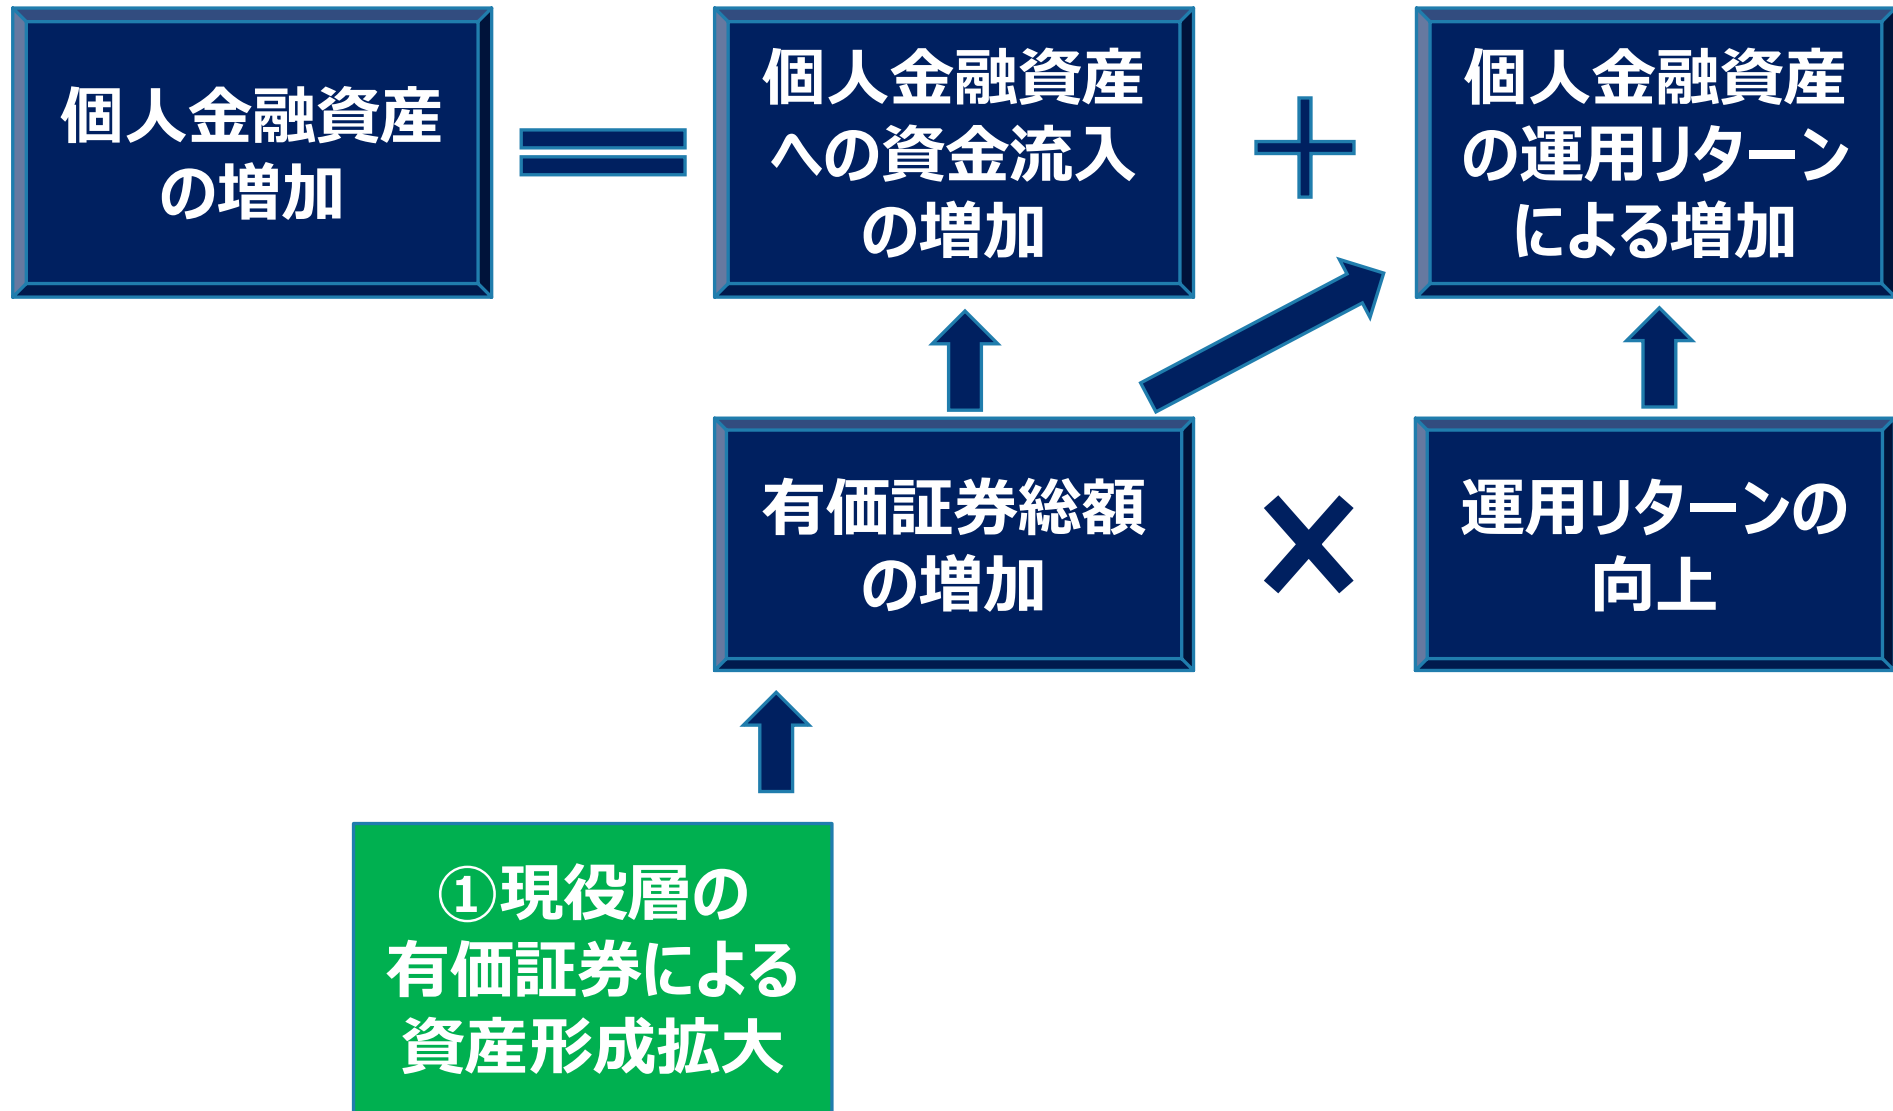 個人金融資産
の増加
個人金融資産
への資金流入
の増加
＋
個人金融資産
の運用リターン
による増加
有価証券総額
の増加
×
運用リターンの
向上
①現役層の
有価証券による
資産形成拡大